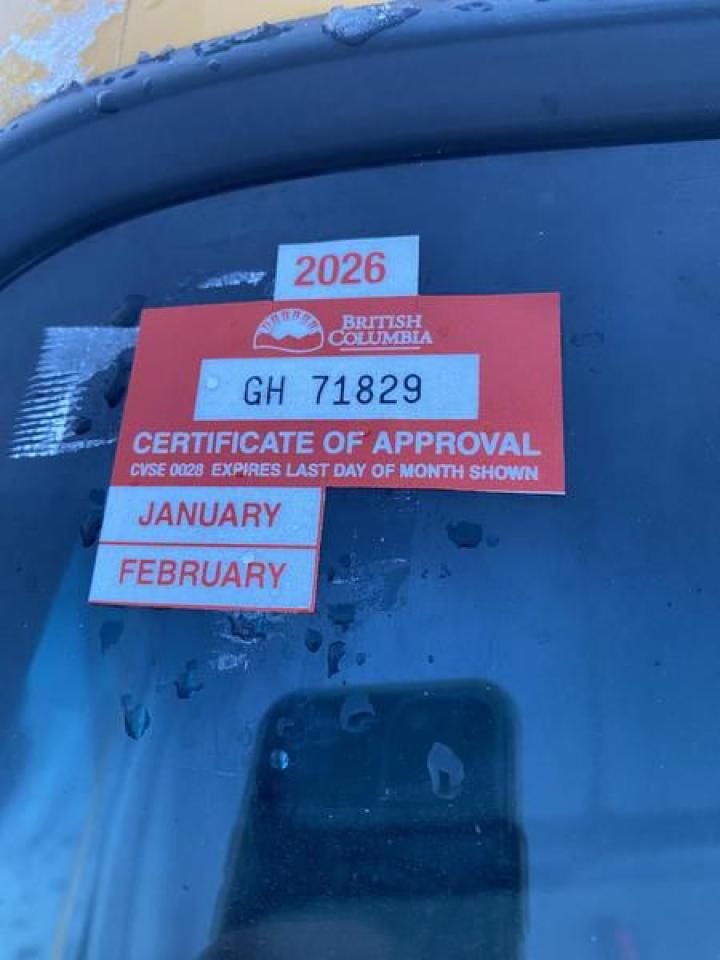 2026
BRITISH
COLUMBIA
GH 71829
CERTIFICATE OF APPROVAL
CVSE 0028 EXPIRES LAST DAY OF MONTH SHOWN
JANUARY
FEBRUARY